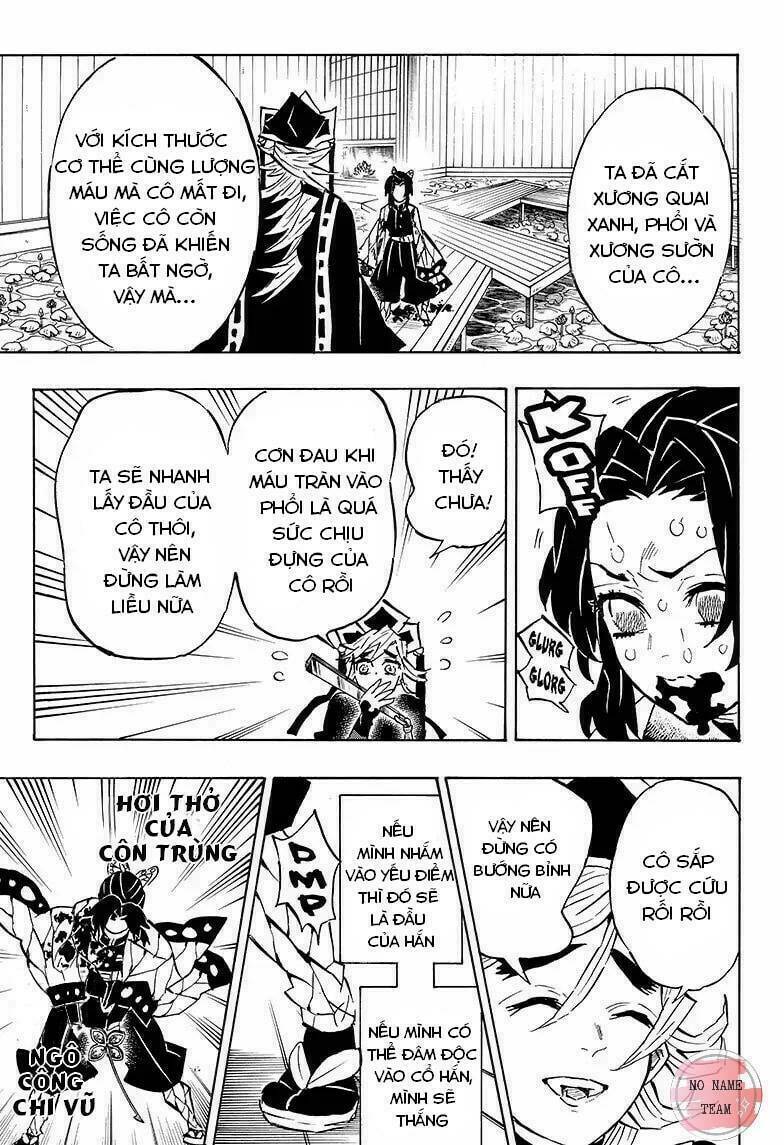 TA ĐÃ CẮT
XƯƠNG QUAI
XANH, PHỔI VÀ
XƯƠNG SƯỜN
CỦA CÔ...
VỚI KÍCH THƯỚC
CƠ THỂ CÙNG LƯỢNG
MÁU MÀ CÔ MẤT ĐI,
VIỆC CÔ CÒN
SỐNG ĐÃ KHIẾN
TA BẤT NGỜ,
VẬY MÀ...
KOFF
GLURG
GLORG
ĐÓ!
THẤY
CHƯA!
CƠN ĐAU KHI
MÁU TRÀN VÀO
PHỔI LÀ QUÁ
SỨC CHỊU
ĐỰNG CỦA
CÔ RỒI
TA SẼ NHANH
LẤY ĐẦU CỦA
CÔ THÔI,
VẬY NÊN
ĐỪNG LÀM
LIỀU NỮA
CÔ SẮP
ĐƯỢC CỨU
RỐI RỒI
VẬY NÊN
ĐỪNG CÓ
BƯỚNG BỈNH
NỮA
NẾU
MÌNH NHẮM
VÀO YẾU ĐIỂM
THÌ ĐÓ SẼ
LÀ ĐẦU
CỦA HẮN
NẾU MÌNH CÓ
THỂ ĐÂM ĐỘC
VÀO CỔ HẮN,
MÌNH SẼ
THẮNG
DMP
HƠI THỞ
CỦA
CÔN TRÙNG
NGÔ
CÔNG
CHI VŨ
NO NAME
TEAM